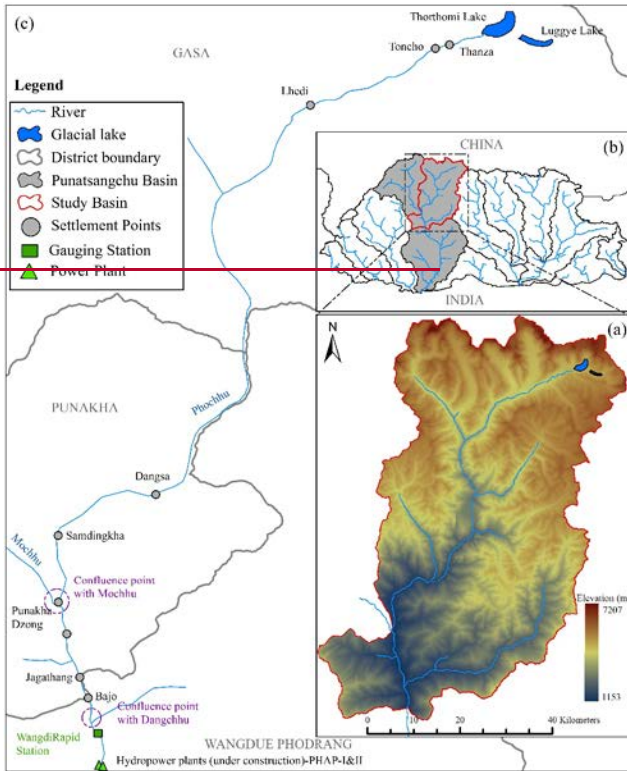 (c)
Thorthomi Lake
Luggye Lake
GASA
Toncho
Thanza
Lhedi
Legend
River
Glacial lake
District boundary
Punatsangchu Basin
Study Basin
Settlement Points
Gauging Station
Power Plant
CHINA
(b)
INDIA
PUNAKHA
Phochhu
Dangsa
Samdingkha
Mochhu
Confluence point
with Mochhu
Punakha
Dzong
Jagathang
Bajo
Confluence point
with Dangchhu
WangdiRapid
Station
WANGDUE PHODRANG
Hydropower plants (under construction)-PHAP-I&II
(a)
N
Elevation (m
7207
1153
0 10 20 40 Kilometers